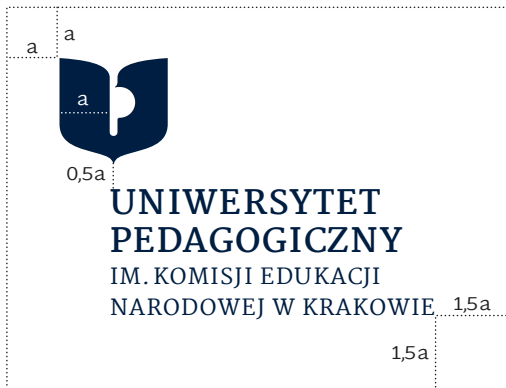 a
a
a
0,5a
UNIWERSYTET
PEDAGOGICZNY
IM. KOMISJI EDUKACJI
NARODOWEJ W KRAKOWIE
1,5a
1,5a